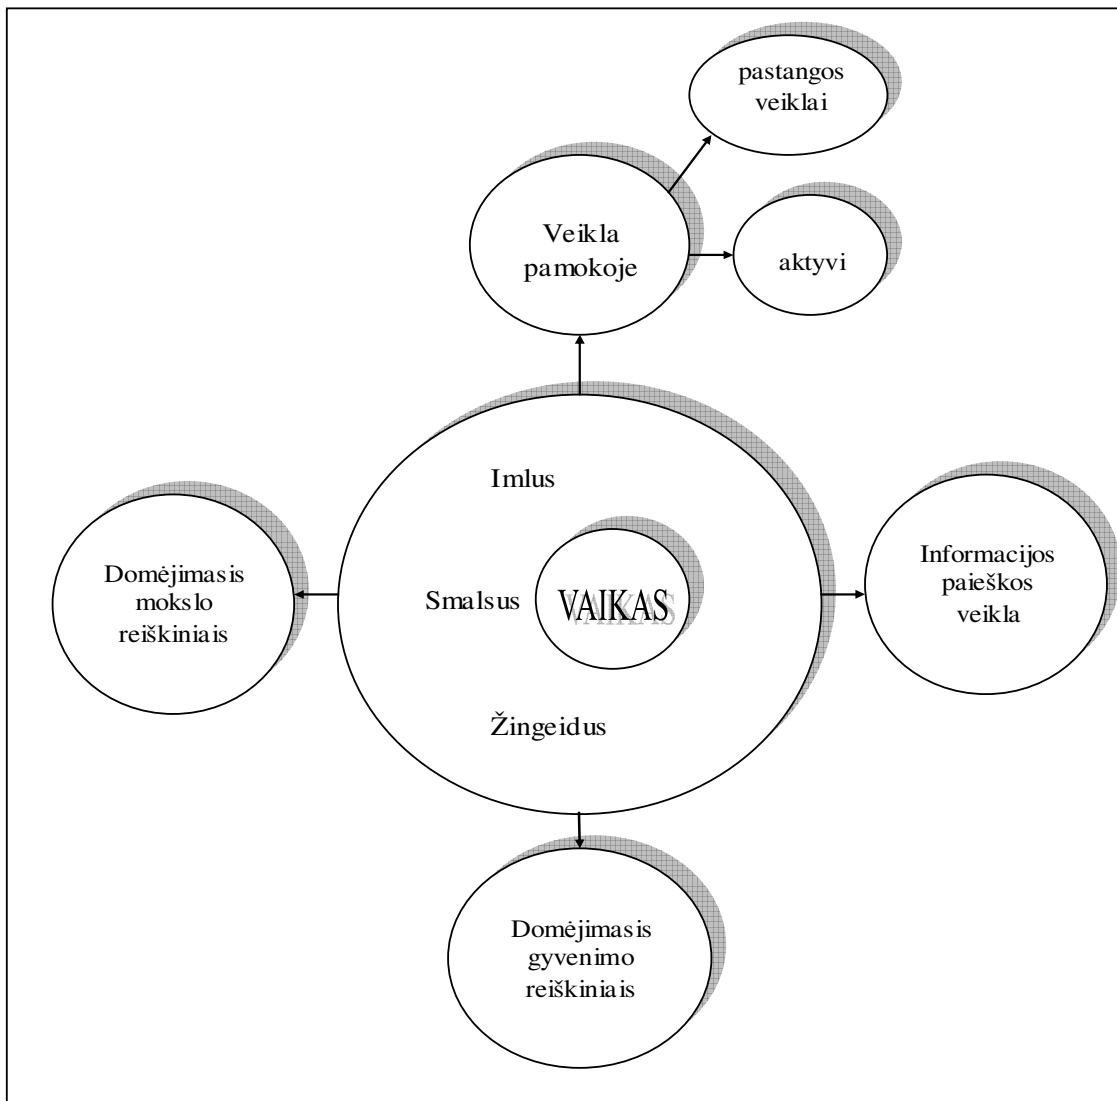 pastangos
veiklai
Veikla
pamokoje
aktyvi
Imlus
Domėjimasis
mokslo
reiškiniais
Smalsus
VAIKAS
Informacijos
paieškos
veikla
Žingeidus
Domėjimasis
gyvenimo
reiškiniais